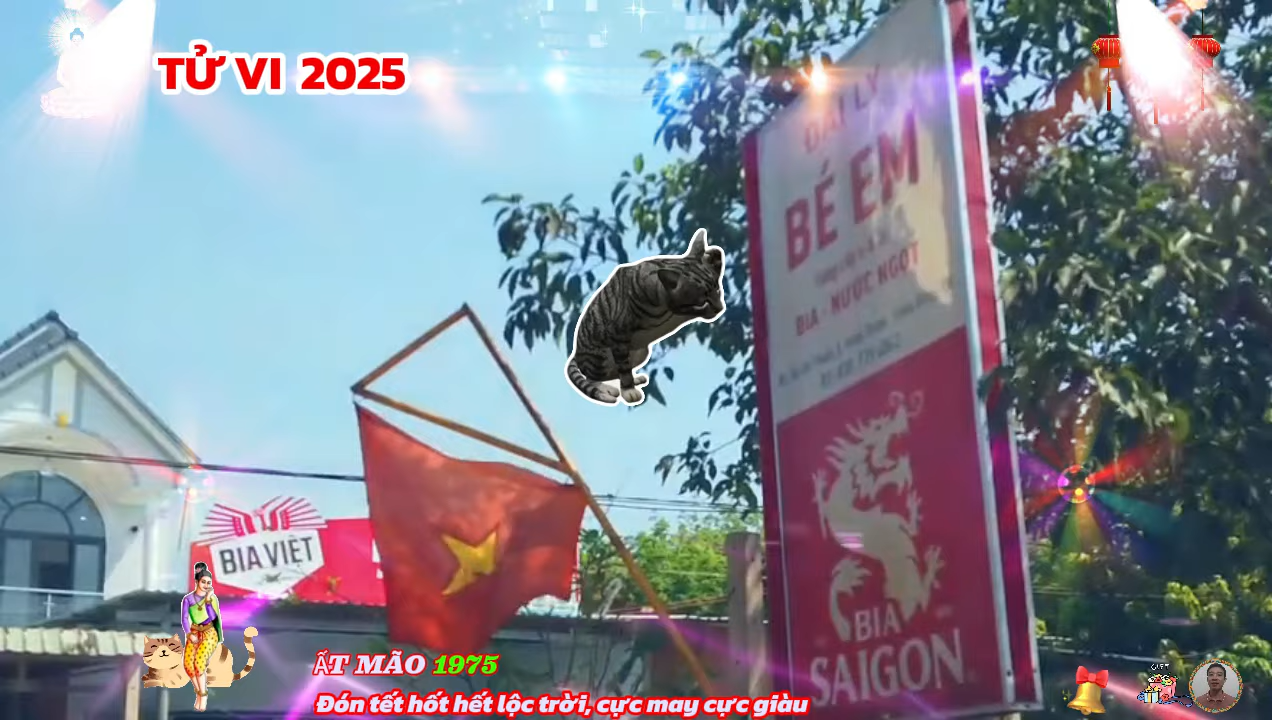 TỬ VI 2025
ĐẠI LÝ
BÉ EM
BIA - NƯỚC NGỌT
BIA VIỆT
BIA
SAIGON
GIFT
ẤT MÃO 1975
Đón tết hốt hết lộc trời, cực may cực giàu